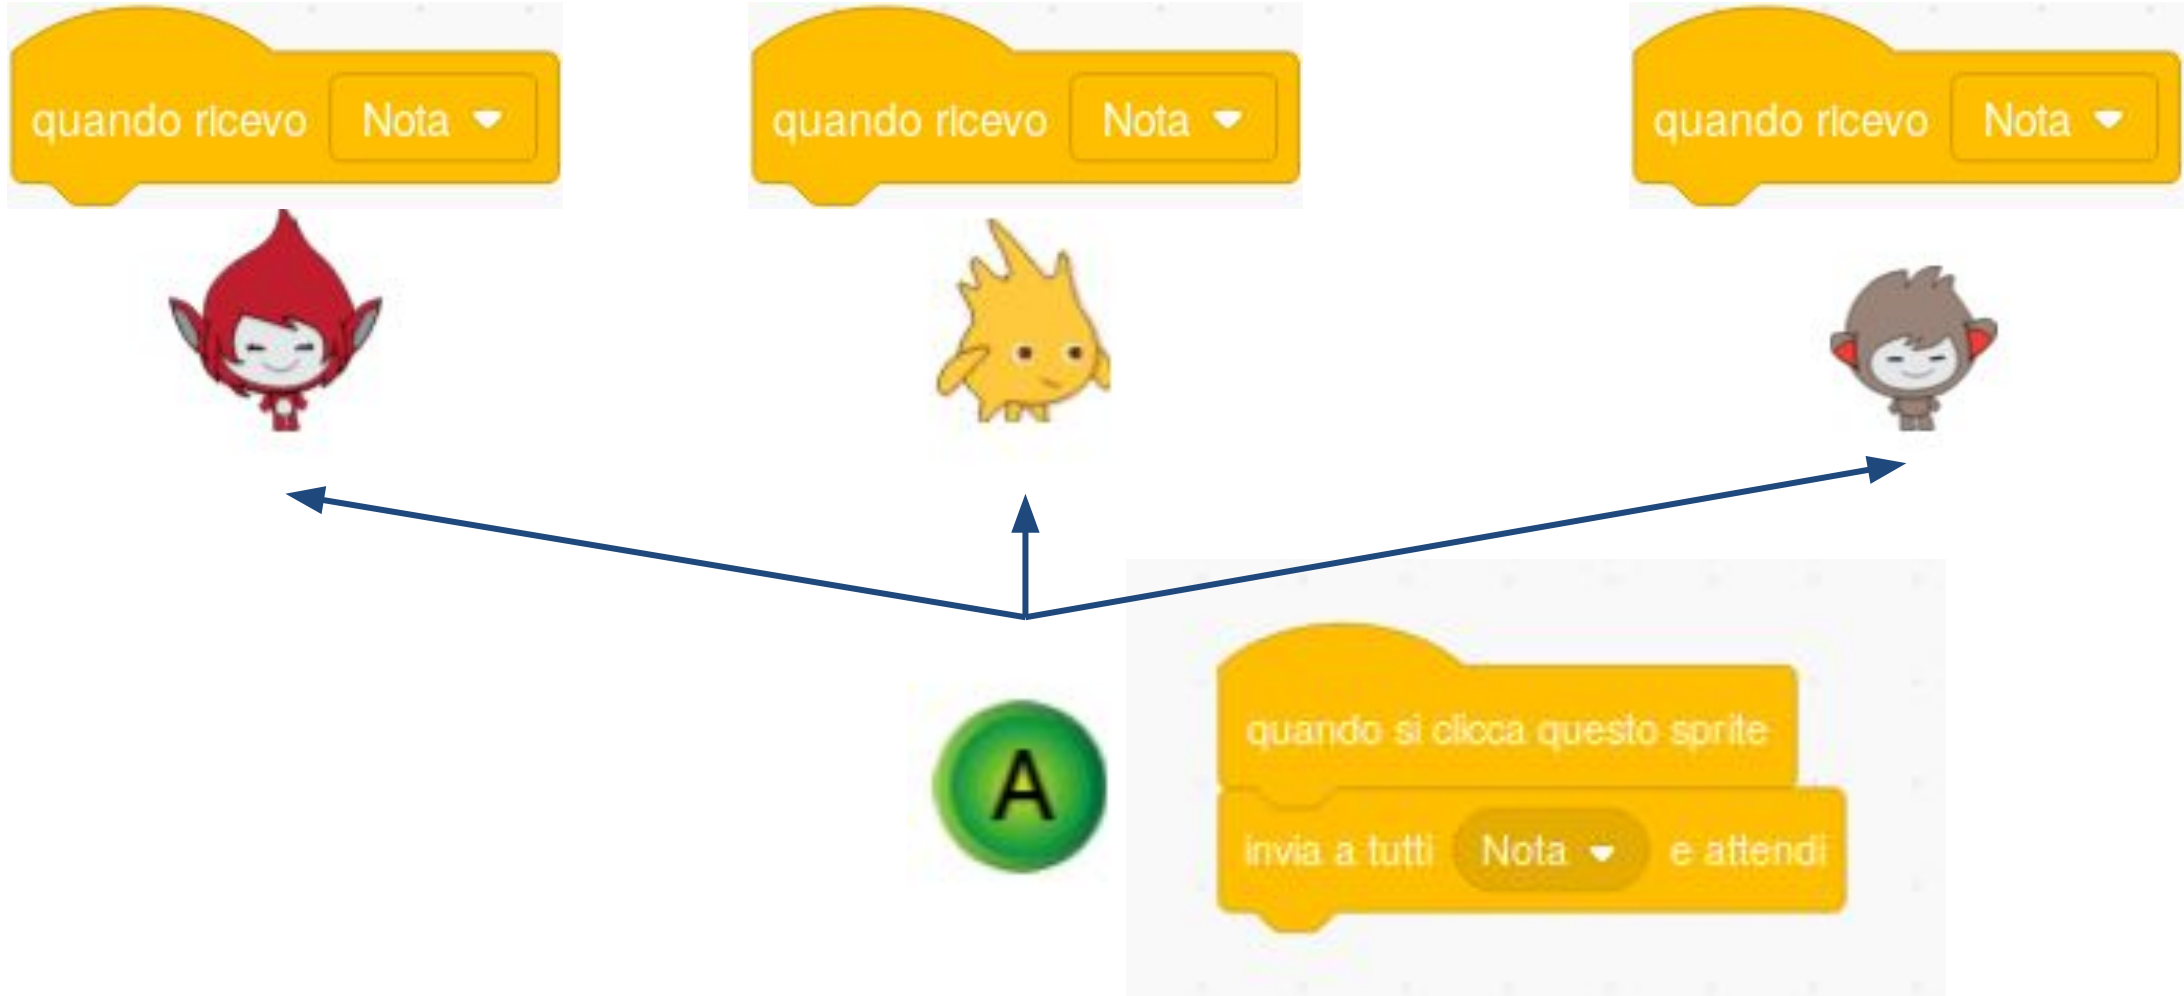 quando ricevo Nota
quando ricevo Nota
quando ricevo Nota
quando si clicca questo sprite
A
invia a tutti Nota e attendi